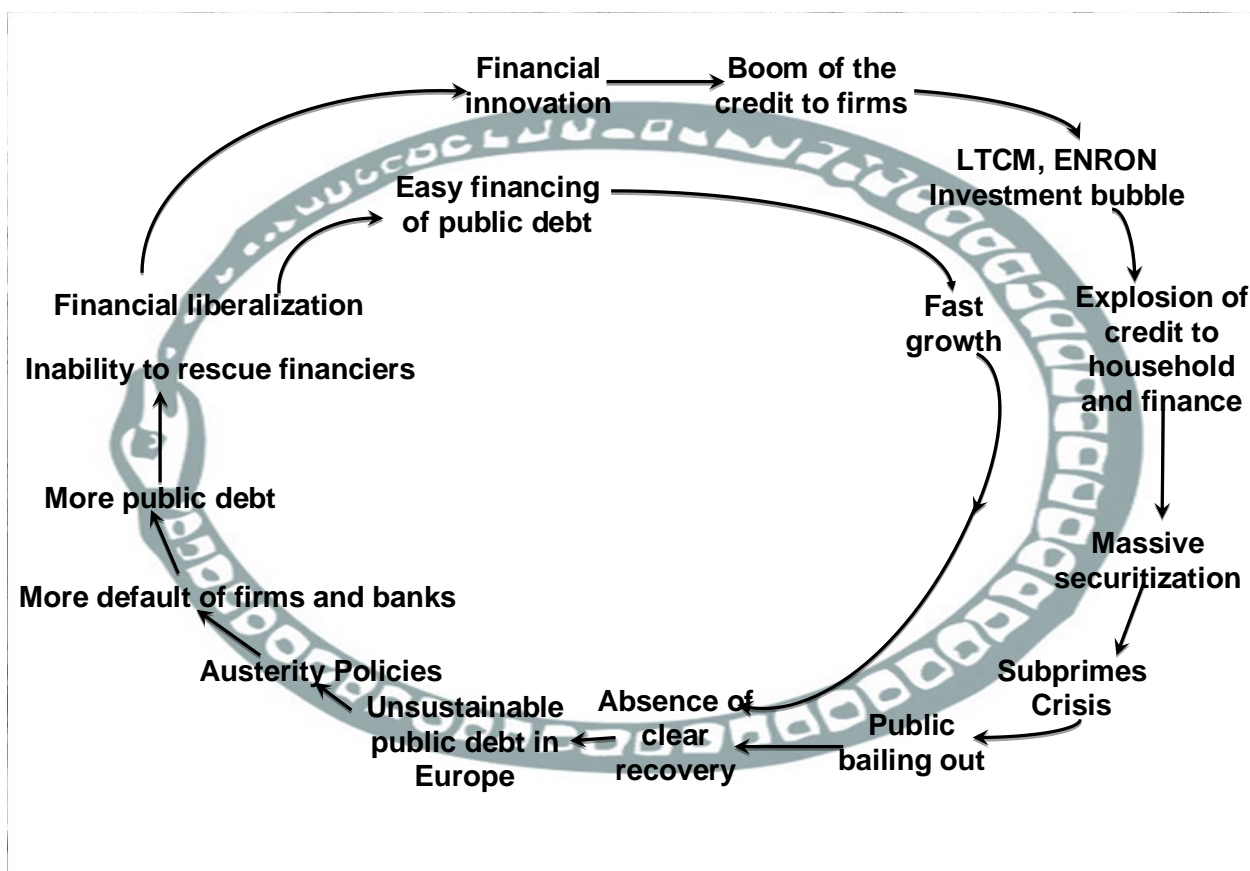 Financial
innovation
Boom of the
credit to firms
LTCM, ENRON
Investment bubble
Easy financing
of public debt
Financial liberalization
Fast
growth
Explosion of
credit to
household
and finance
Inability to rescue financiers
More public debt
Massive
securitization
More default of firms and banks
Austerity Policies
Subprimes
Crisis
Unsustainable
public debt in
Europe
Absence of
clear
recovery
Public
bailing out